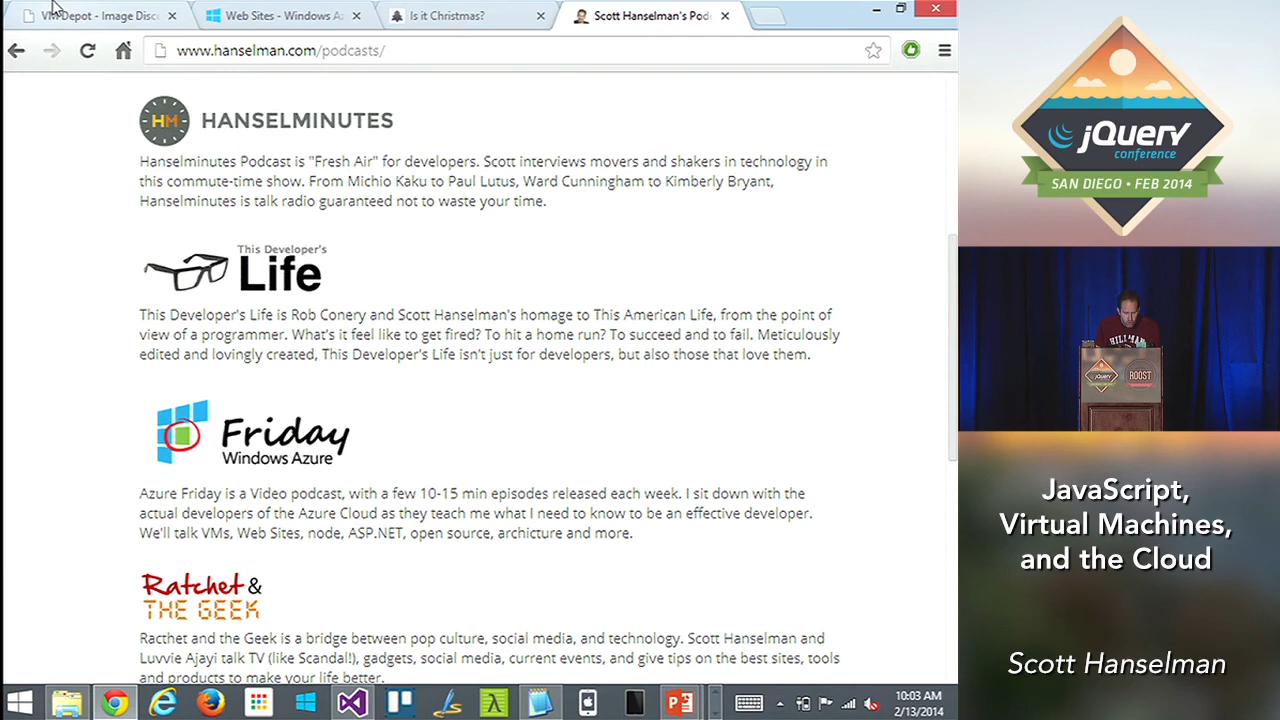 VM Depot - Image Disc
Web Sites - Windows A
Is it Christmas?
Scott Hanselman's Pod
www.hanselman.com/podcasts/
HM HANSELMINUTES
Hanselminutes Podcast is "Fresh Air" for developers. Scott interviews movers and shakers in technology in
this commute-time show. From Michio Kaku to Paul Lutus, Ward Cunningham to Kimberly Bryant,
Hanselminutes is talk radio guaranteed not to waste your time.
This Developer's
Life
This Developer's Life is Rob Conery and Scott Hanselman's homage to This American Life, from the point of
view of a programmer. What's it feel like to get fired? To hit a home run? To succeed and to fail. Meticulously
edited and lovingly created, This Developer's Life isn't just for developers, but also those that love them.
Friday
Windows Azure
Azure Friday is a Video podcast, with a few 10-15 min episodes released each week. I sit down with the
actual developers of the Azure Cloud as they teach me what I need to know to be an effective developer.
We'll talk VMs, Web Sites, node, ASP.NET, open source, archicture and more.
Ratchet &
THE GEEK
Racthet and the Geek is a bridge between pop culture, social media, and technology. Scott Hanselman and
Luvvie Ajayi talk TV (like Scandal!), gadgets, social media, current events, and give tips on the best sites, tools
and products to make your life better.
10:03 AM
2/13/2014
jQuery
conference
SAN DIEGO • FEB 2014
HILLMAN
jQuery
ROOST
JavaScript,
Virtual Machines,
and the Cloud
Scott Hanselman